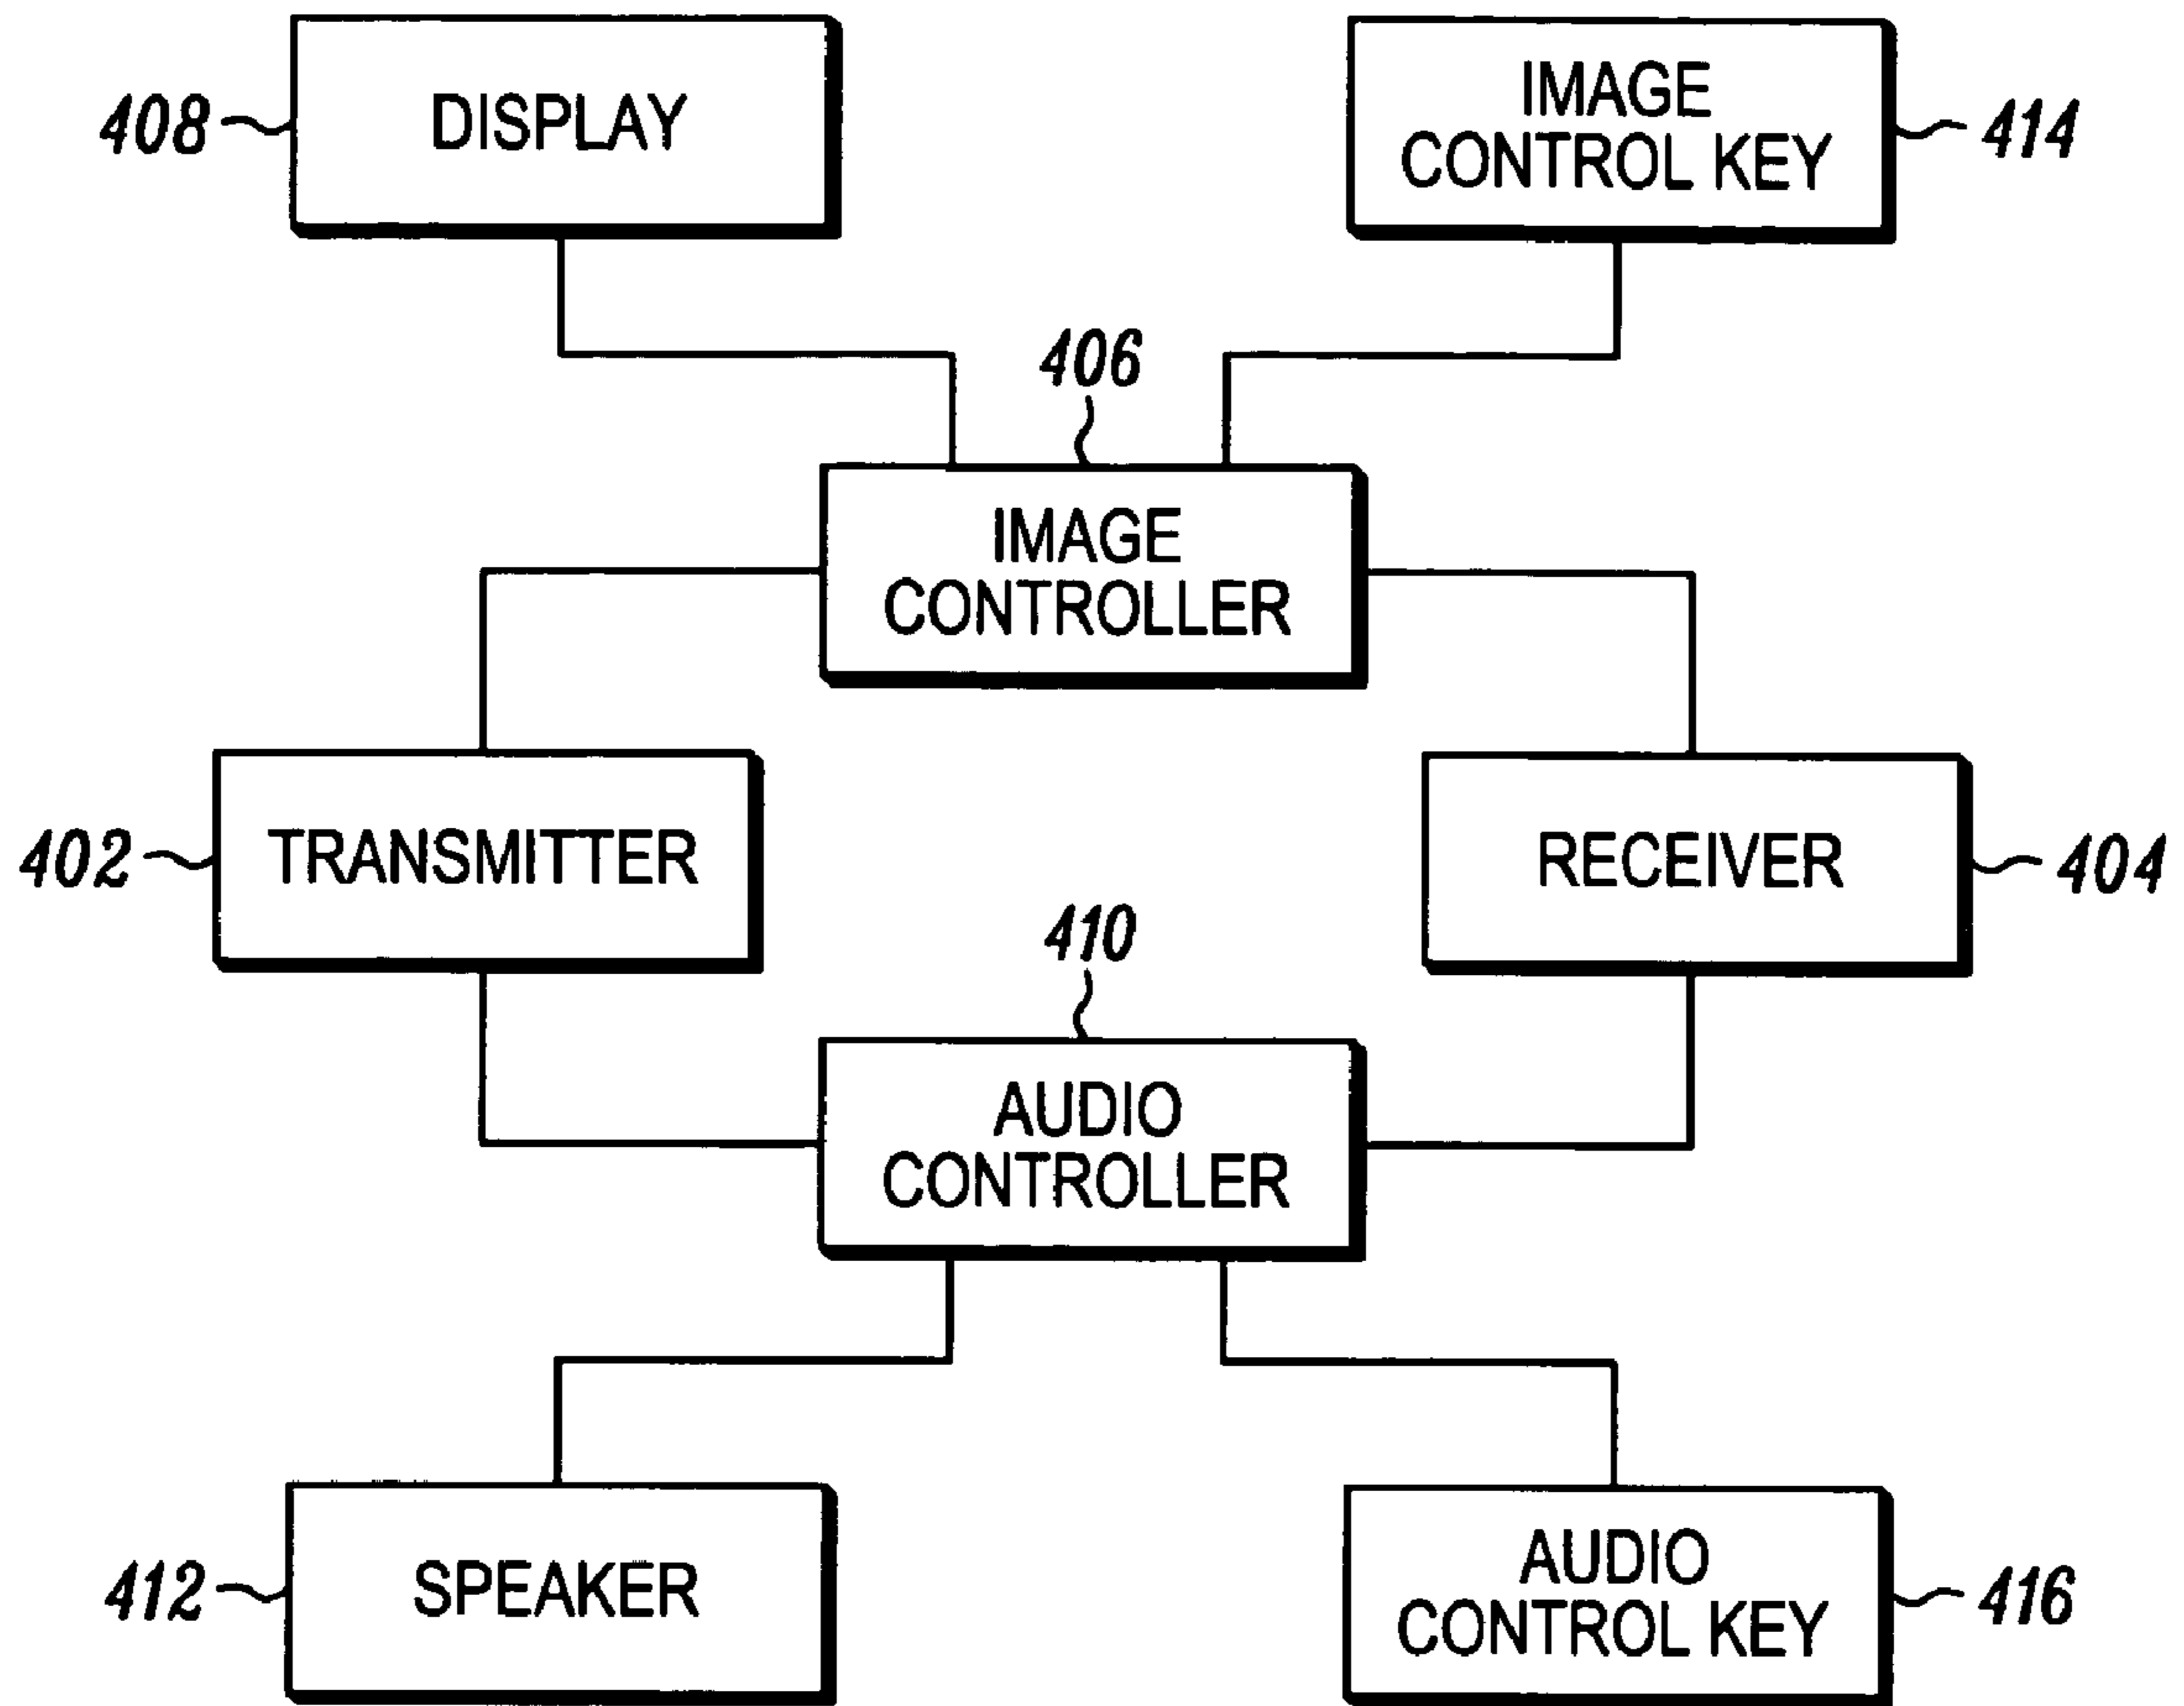 408
DISPLAY
IMAGE
CONTROL KEY
414
406
IMAGE
CONTROLLER
402
TRANSMITTER
RECEIVER
404
410
AUDIO
CONTROLLER
412
SPEAKER
AUDIO
CONTROL KEY
416